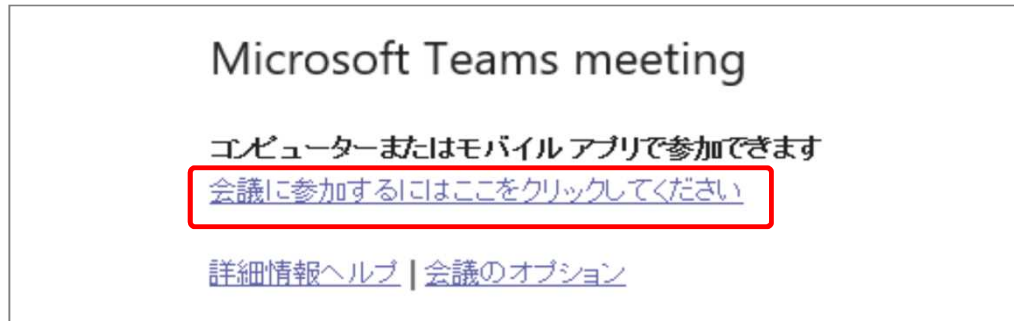 Microsoft Teams meeting
コンピューターまたはモバイル アプリで参加できます
会議に参加するにはここをクリックしてください
詳細情報ヘルプ | 会議のオプション